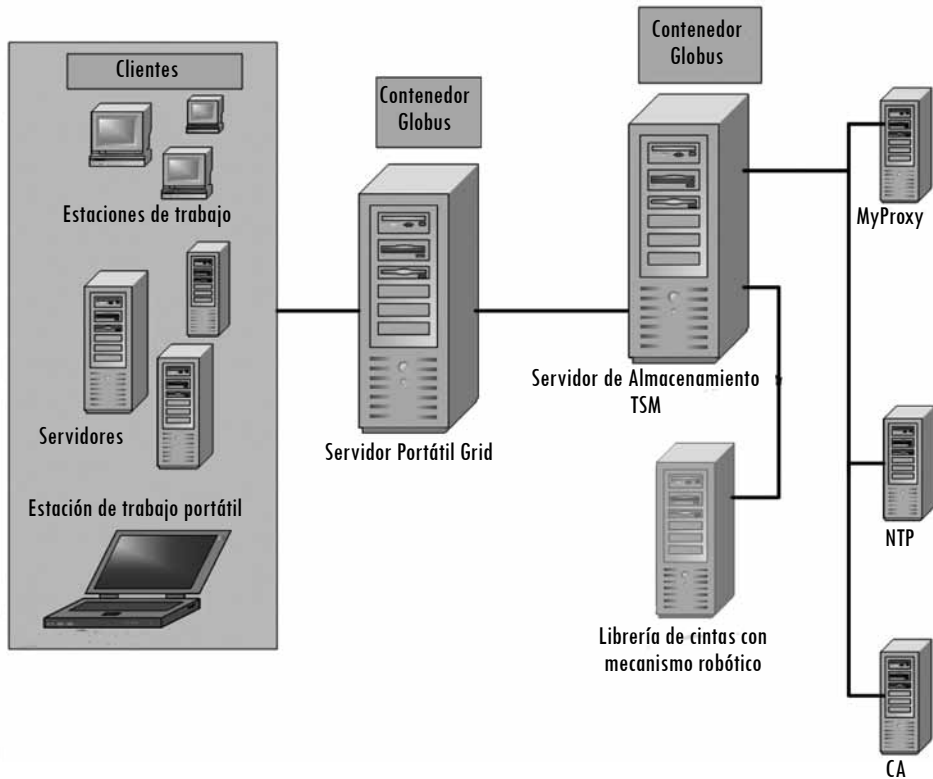 Clientes
Estaciones de trabajo
Servidores
Estación de trabajo portátil
Contenedor
Globus
Servidor Portátil Grid
Contenedor
Globus
Servidor de Almacenamiento
TSM
Librería de cintas con
mecanismo robótico
MyProxy
NTP
CA